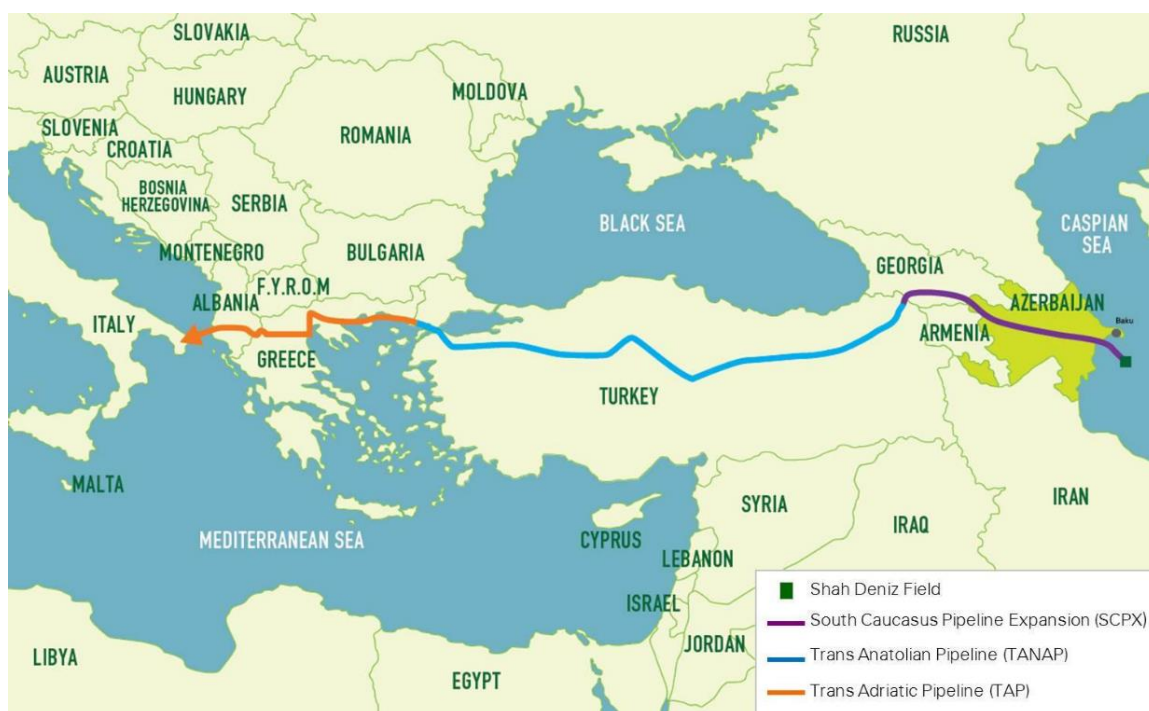 SLOVAKIA
RUSSIA
AUSTRIA
MOLDOVA
HUNGARY
SLOVENIA
ROMANIA
CROATIA
BOSNIA
HERZEGOVINA
SERBIA
BLACK SEA
CASPIAN
SEA
MONTENEGRO
BULGARIA
GEORGIA
F.Y.R.O.M
ALBANIA
AZERBAIJAN
Baku
ITALY
ARMENIA
GREECE
TURKEY
MALTA
SYRIA
IRAN
IRAQ
MEDITERRANEAN SEA
CYPRUS
LEBANON
ISRAEL
JORDAN
LIBYA
EGYPT
Shah Deniz Field
South Caucasus Pipeline Expansion (SCPX)
Trans Anatolian Pipeline (TANAP)
Trans Adriatic Pipeline (TAP)